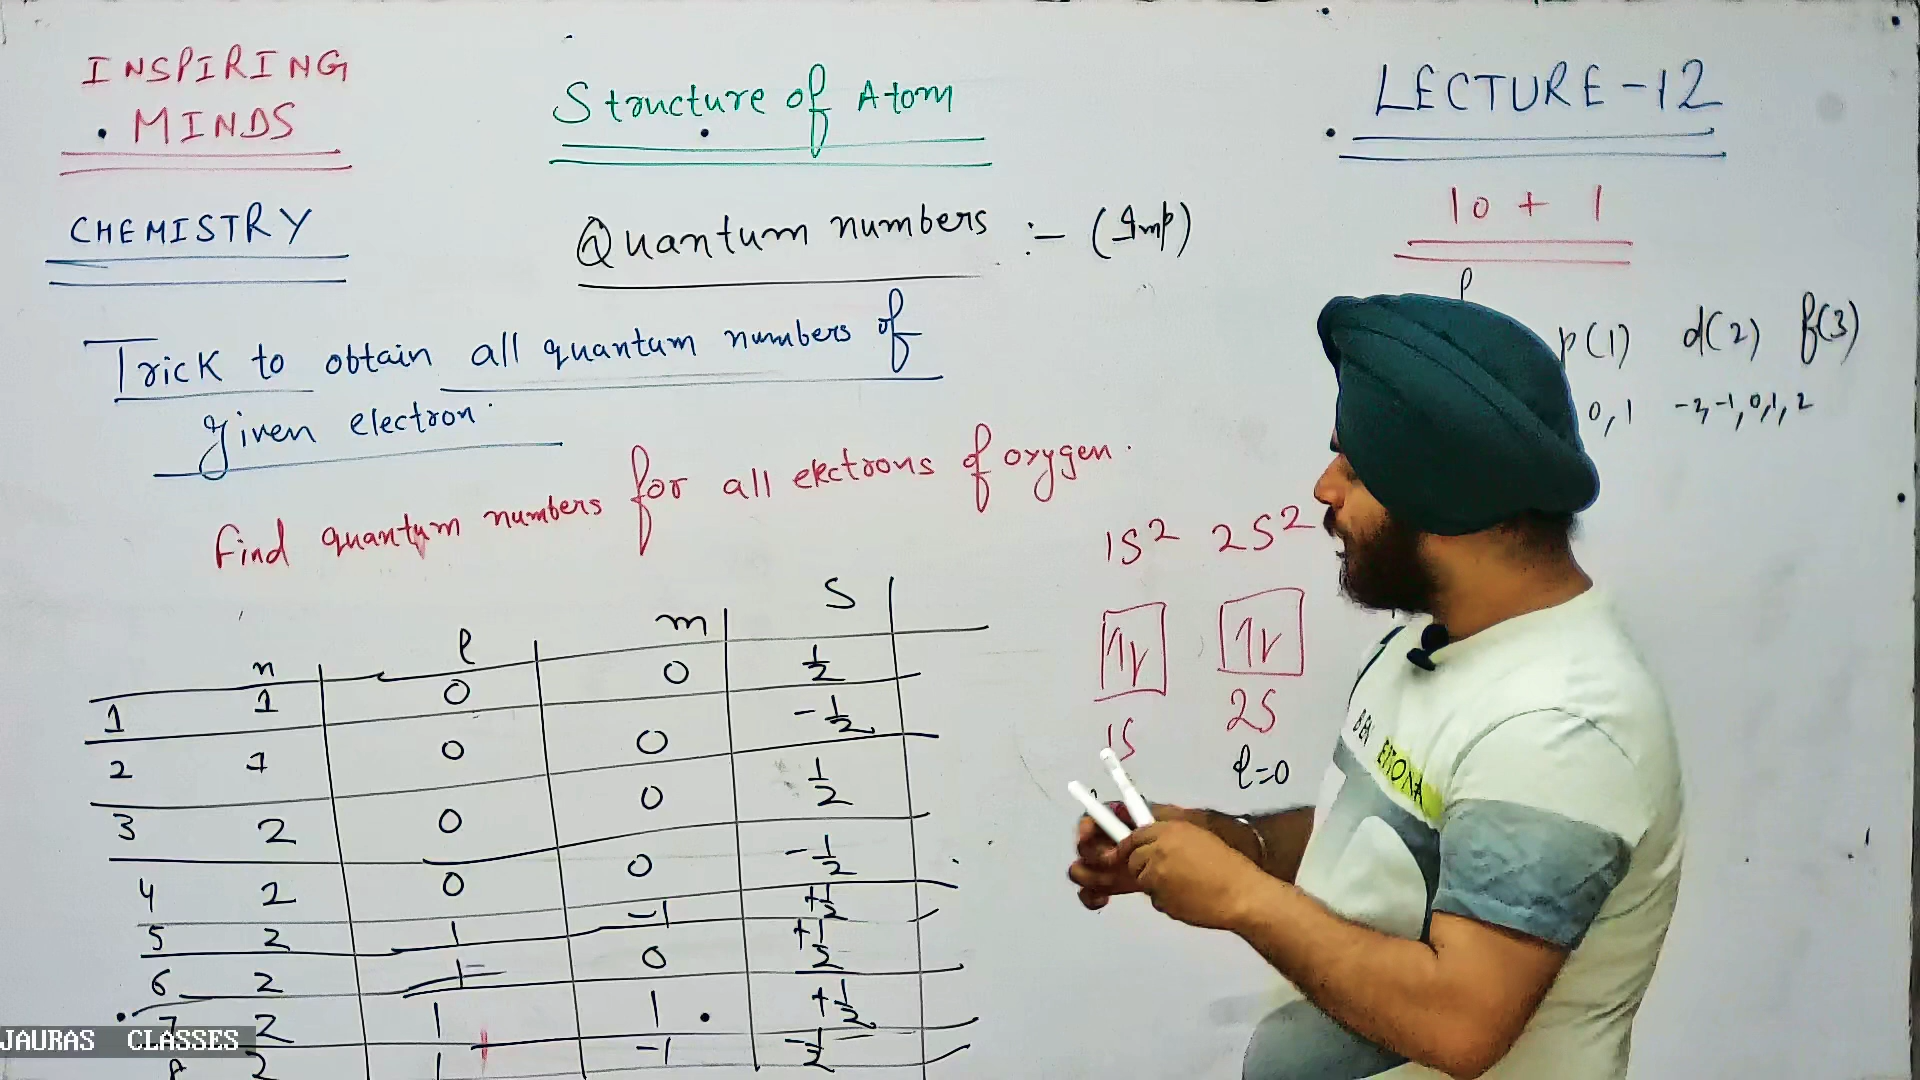 INSPIRING
MINDS
CHEMISTRY
Structure of Atom
LECTURE-12
10 + 1
Quantum numbers :- (Imp)
Trick to obtain all quantum numbers of
given electron.
p(1) d(2) f(3)
0,1 -2,-1,0,1,2
find quantum numbers for all electrons of oxygen.
1s² 2s²
1s 2s
l=0
n l m S
1 1 0 0 1/2
2 1 0 0 -1/2
3 2 0 0 1/2
4 2 0 0 -1/2
5 2 1 -1 +1/2
6 2 1 0 +1/2
7 2 1 1 +1/2
8 2 1 -1 -1/2
JAURAS CLASSES